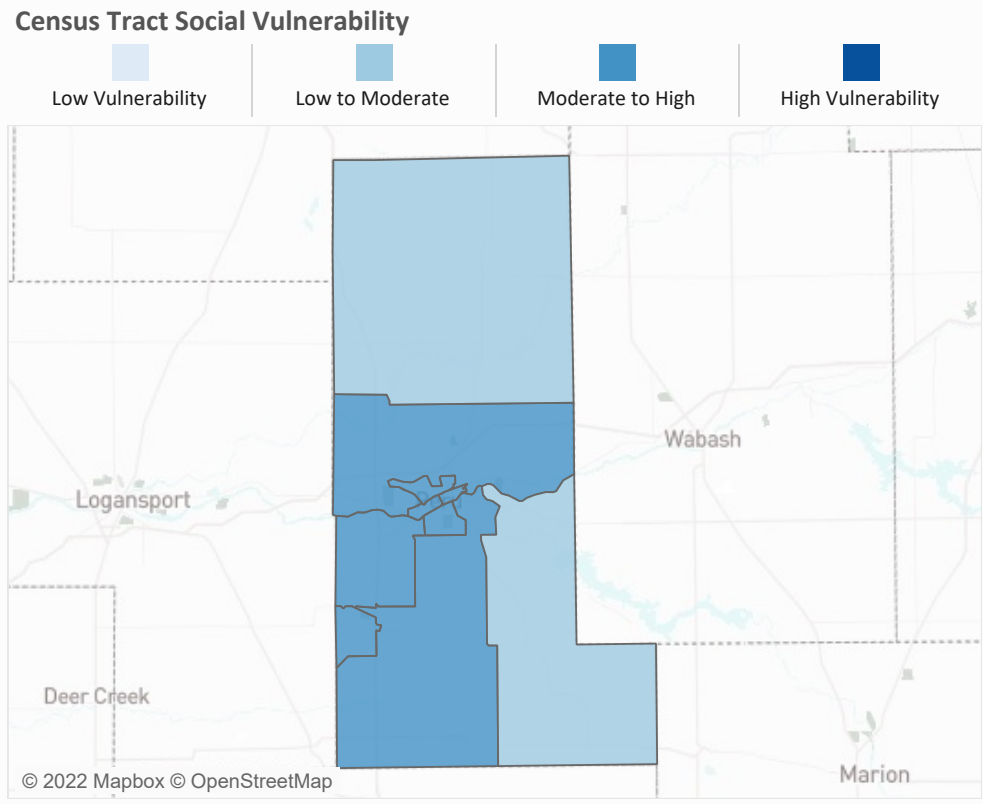 Census Tract Social Vulnerability
Low Vulnerability
Low to Moderate
Moderate to High
High Vulnerability
Wabash
Logansport
Deer Creek
Marion
© 2022 Mapbox © OpenStreetMap